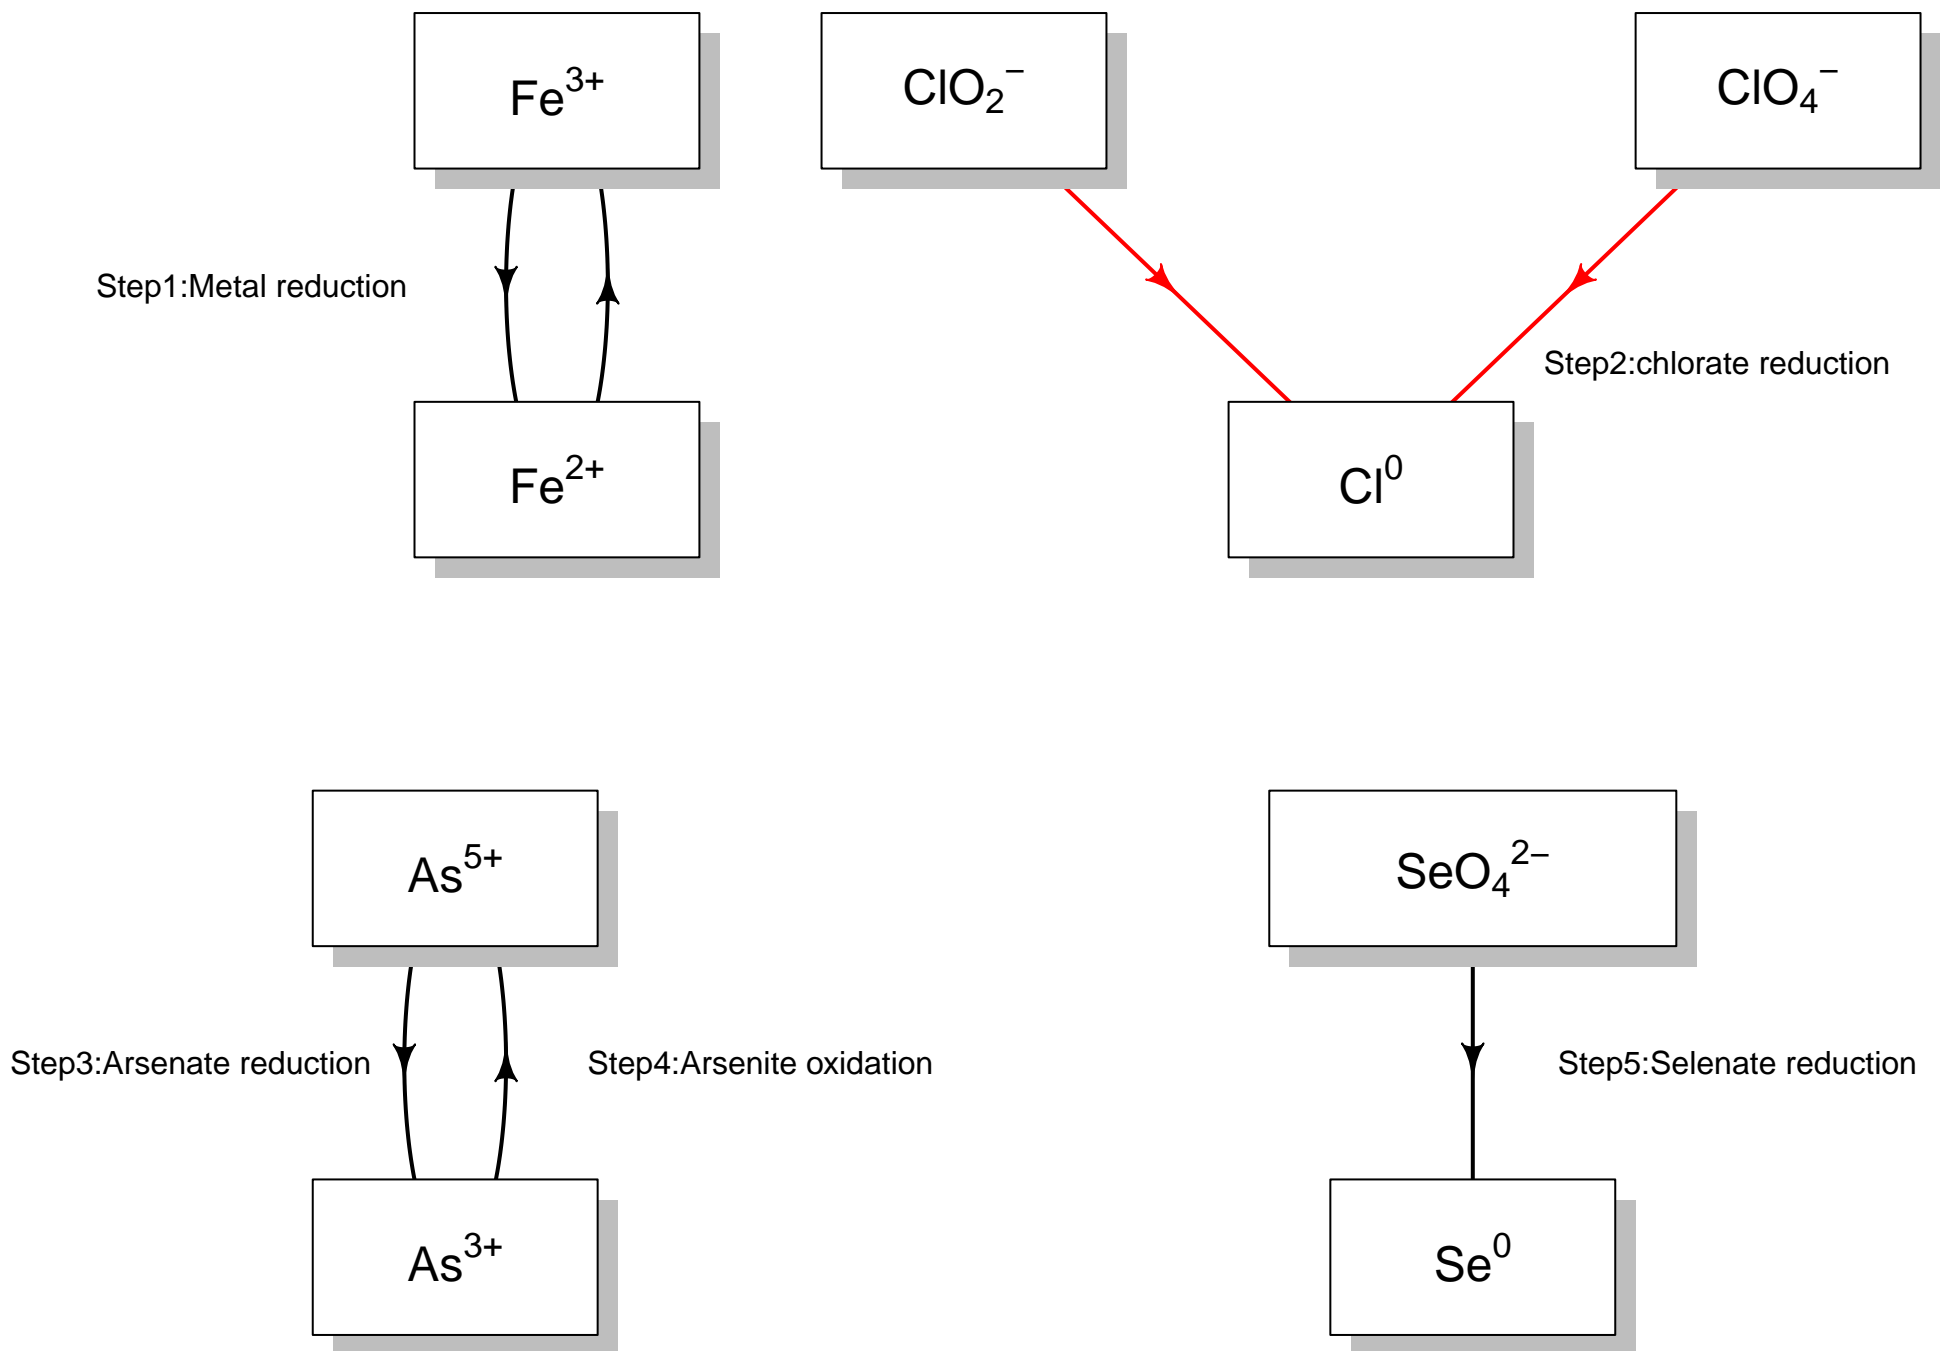 Fe³⁺
ClO₂⁻
ClO₄⁻
Step1:Metal reduction
Step2:chlorate reduction
Fe²⁺
Cl⁰
As⁵⁺
SeO₄²⁻
Step3:Arsenate reduction
Step4:Arsenite oxidation
Step5:Selenate reduction
As³⁺
Se⁰